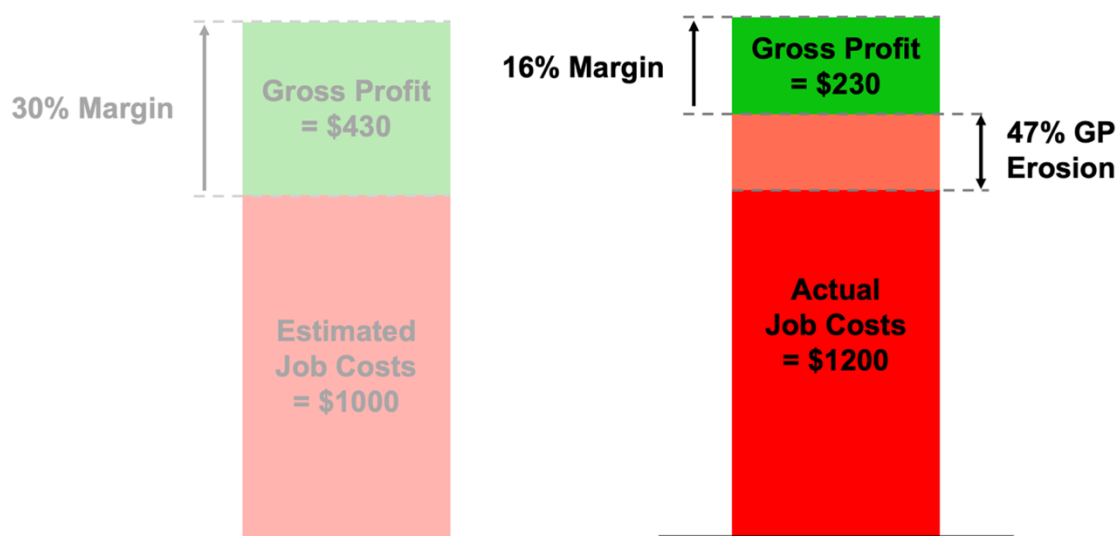 30% Margin
Gross Profit
= $430
Estimated
Job Costs
= $1000
16% Margin
Gross Profit
= $230
47% GP
Erosion
Actual
Job Costs
= $1200